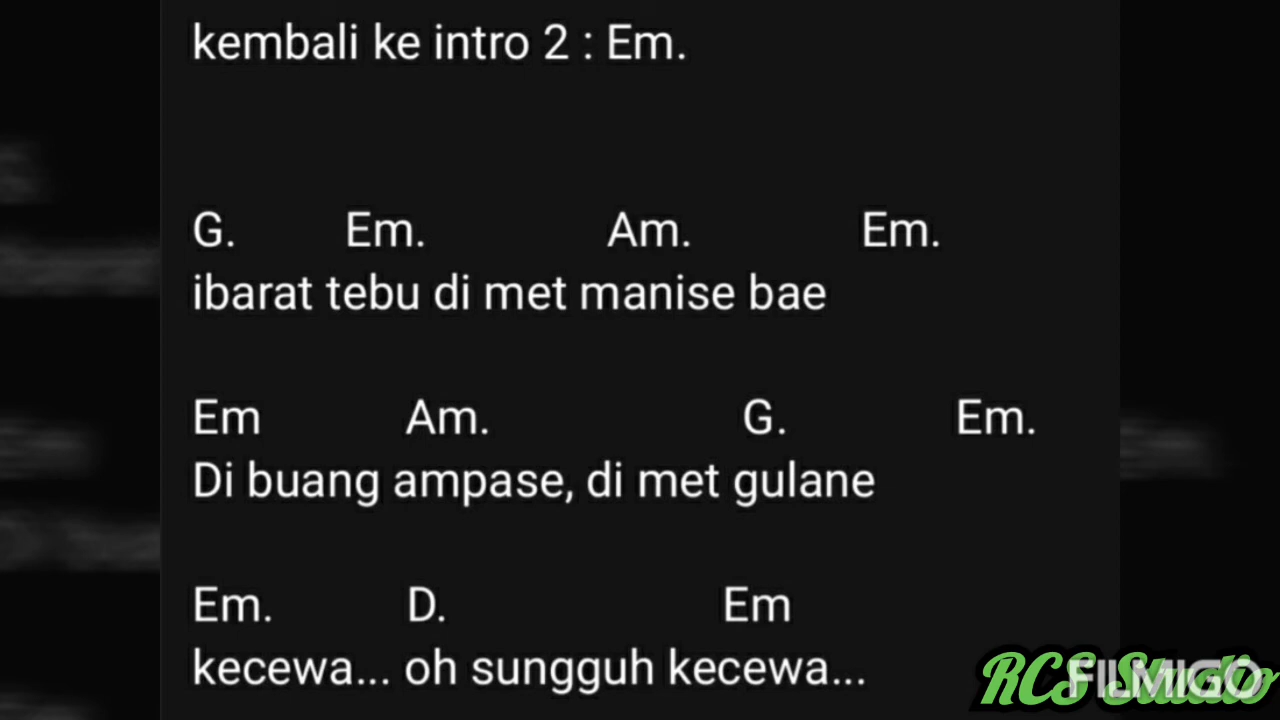 kembali ke intro 2 : Em.
G. Em. Am. Em.
ibarat tebu di met manise bae
Em Am. G. Em.
Di buang ampase, di met gulane
Em. D. Em
kecewa... oh sungguh kecewa...
RCS Studio
FILMIGO